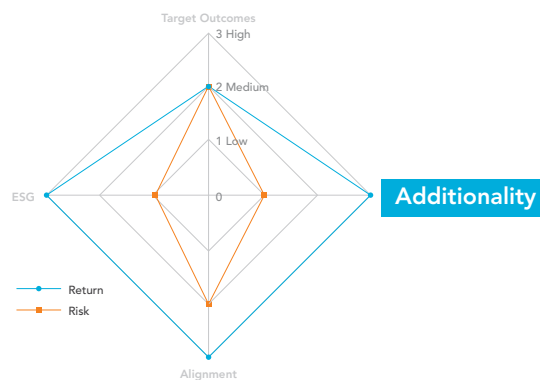 Target Outcomes
3 High
2 Medium
1 Low
ESG
0
Additionality
Return
Risk
Alignment